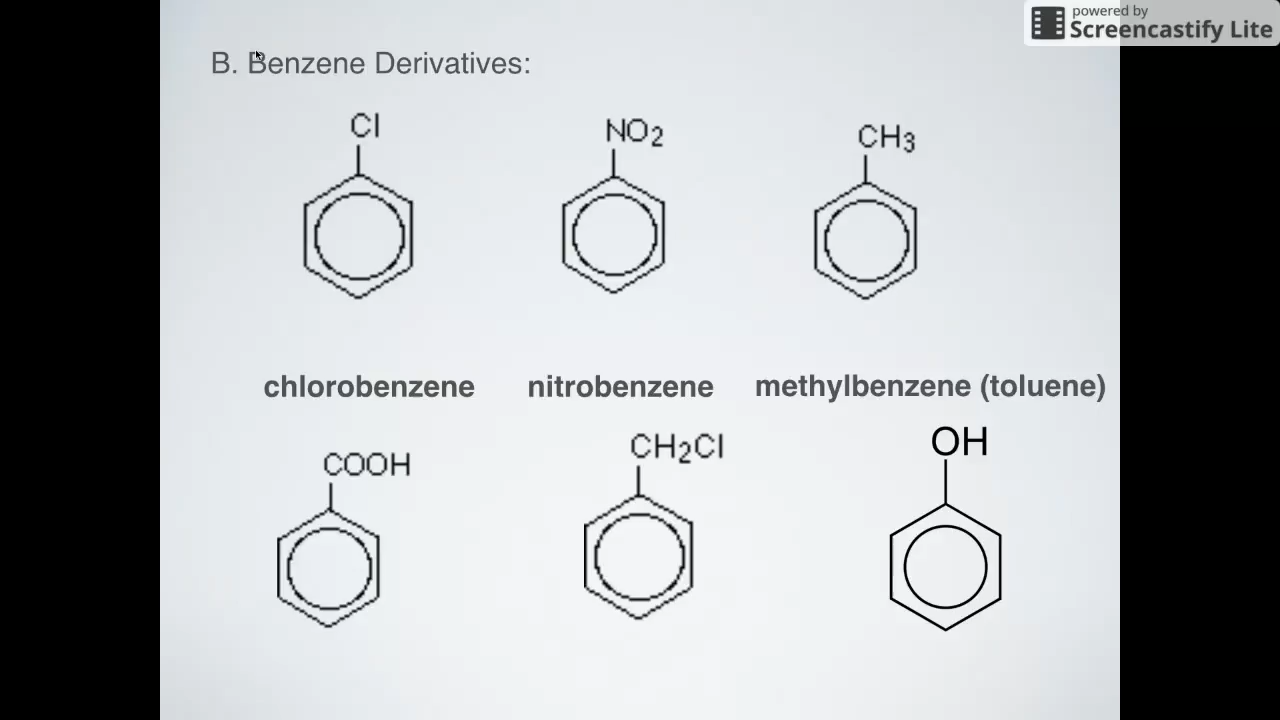 powered by
Screencastify Lite
B. Benzene Derivatives:
Cl
NO2
CH3
chlorobenzene
nitrobenzene
methylbenzene (toluene)
COOH
CH2Cl
OH